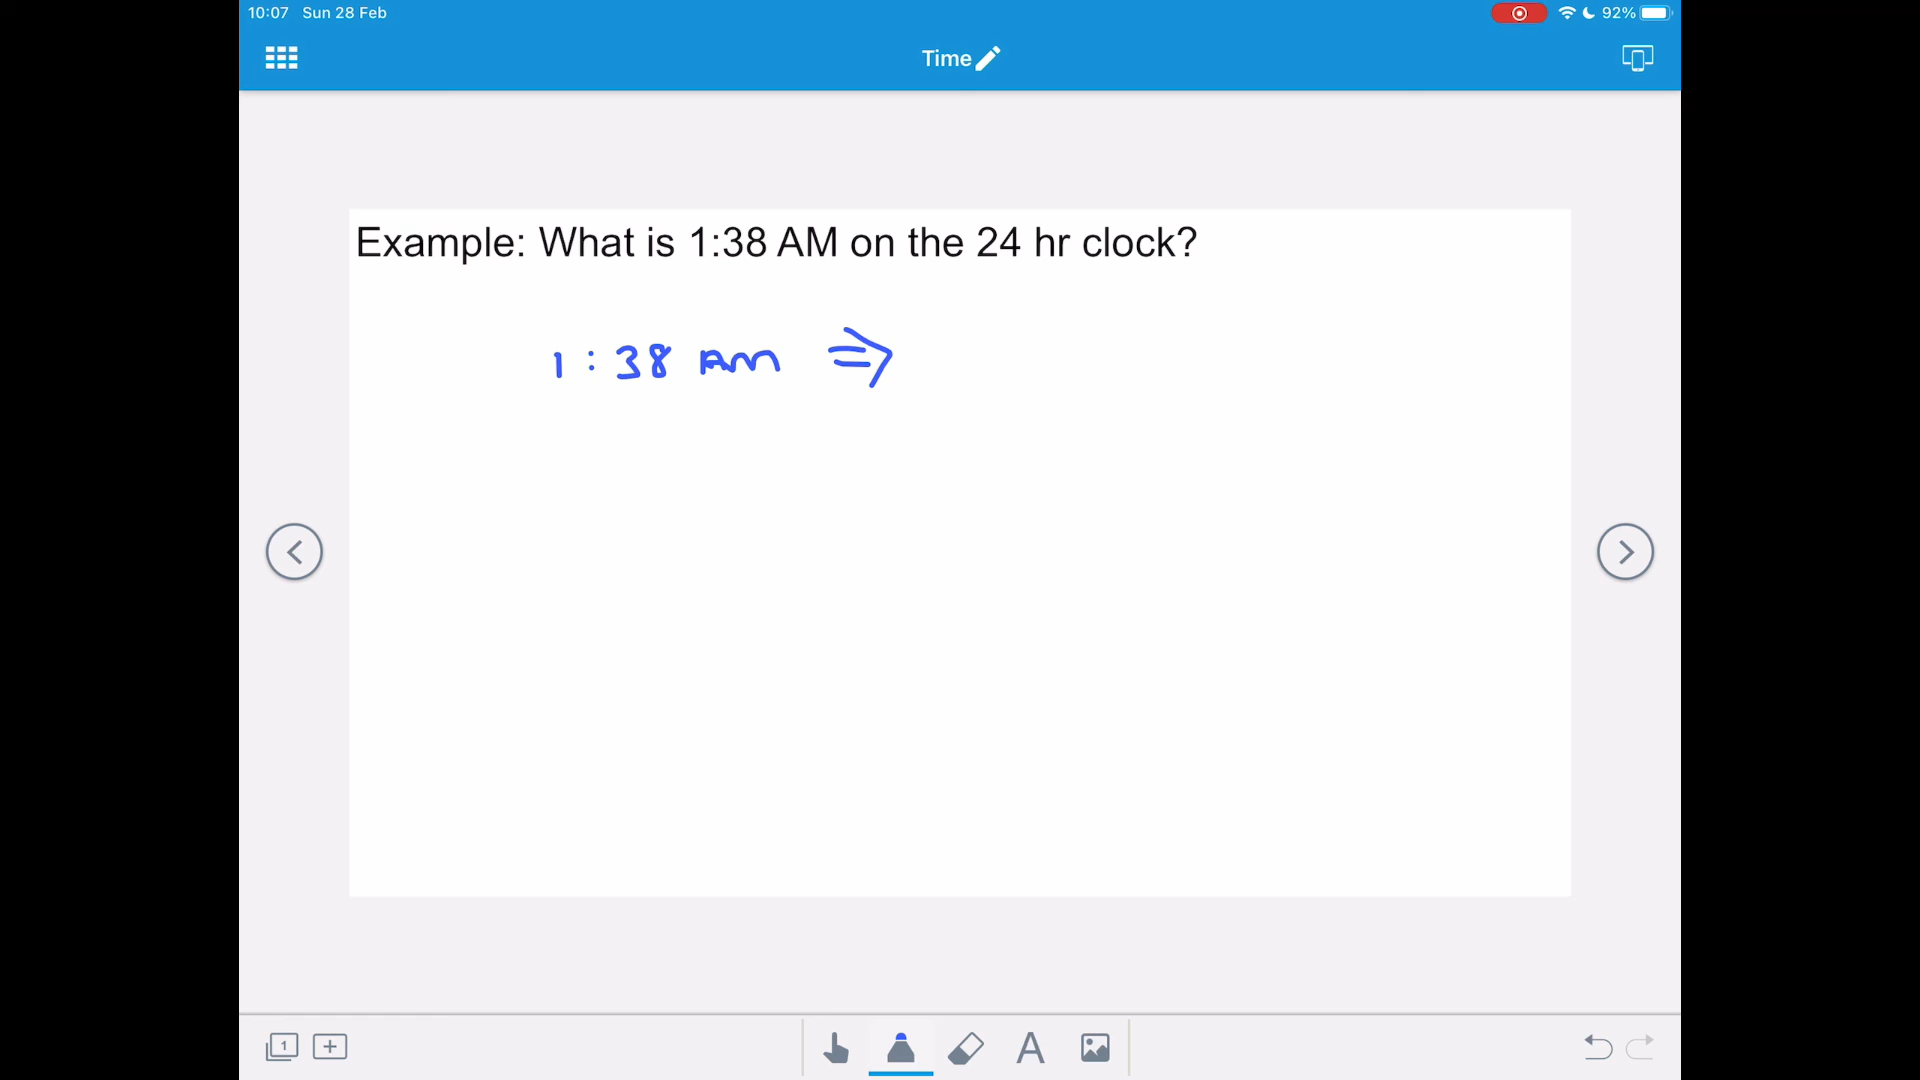 10:07 Sun 28 Feb 92%
Time
Example: What is 1:38 AM on the 24 hr clock?
1:38 AM ⇒
1
A